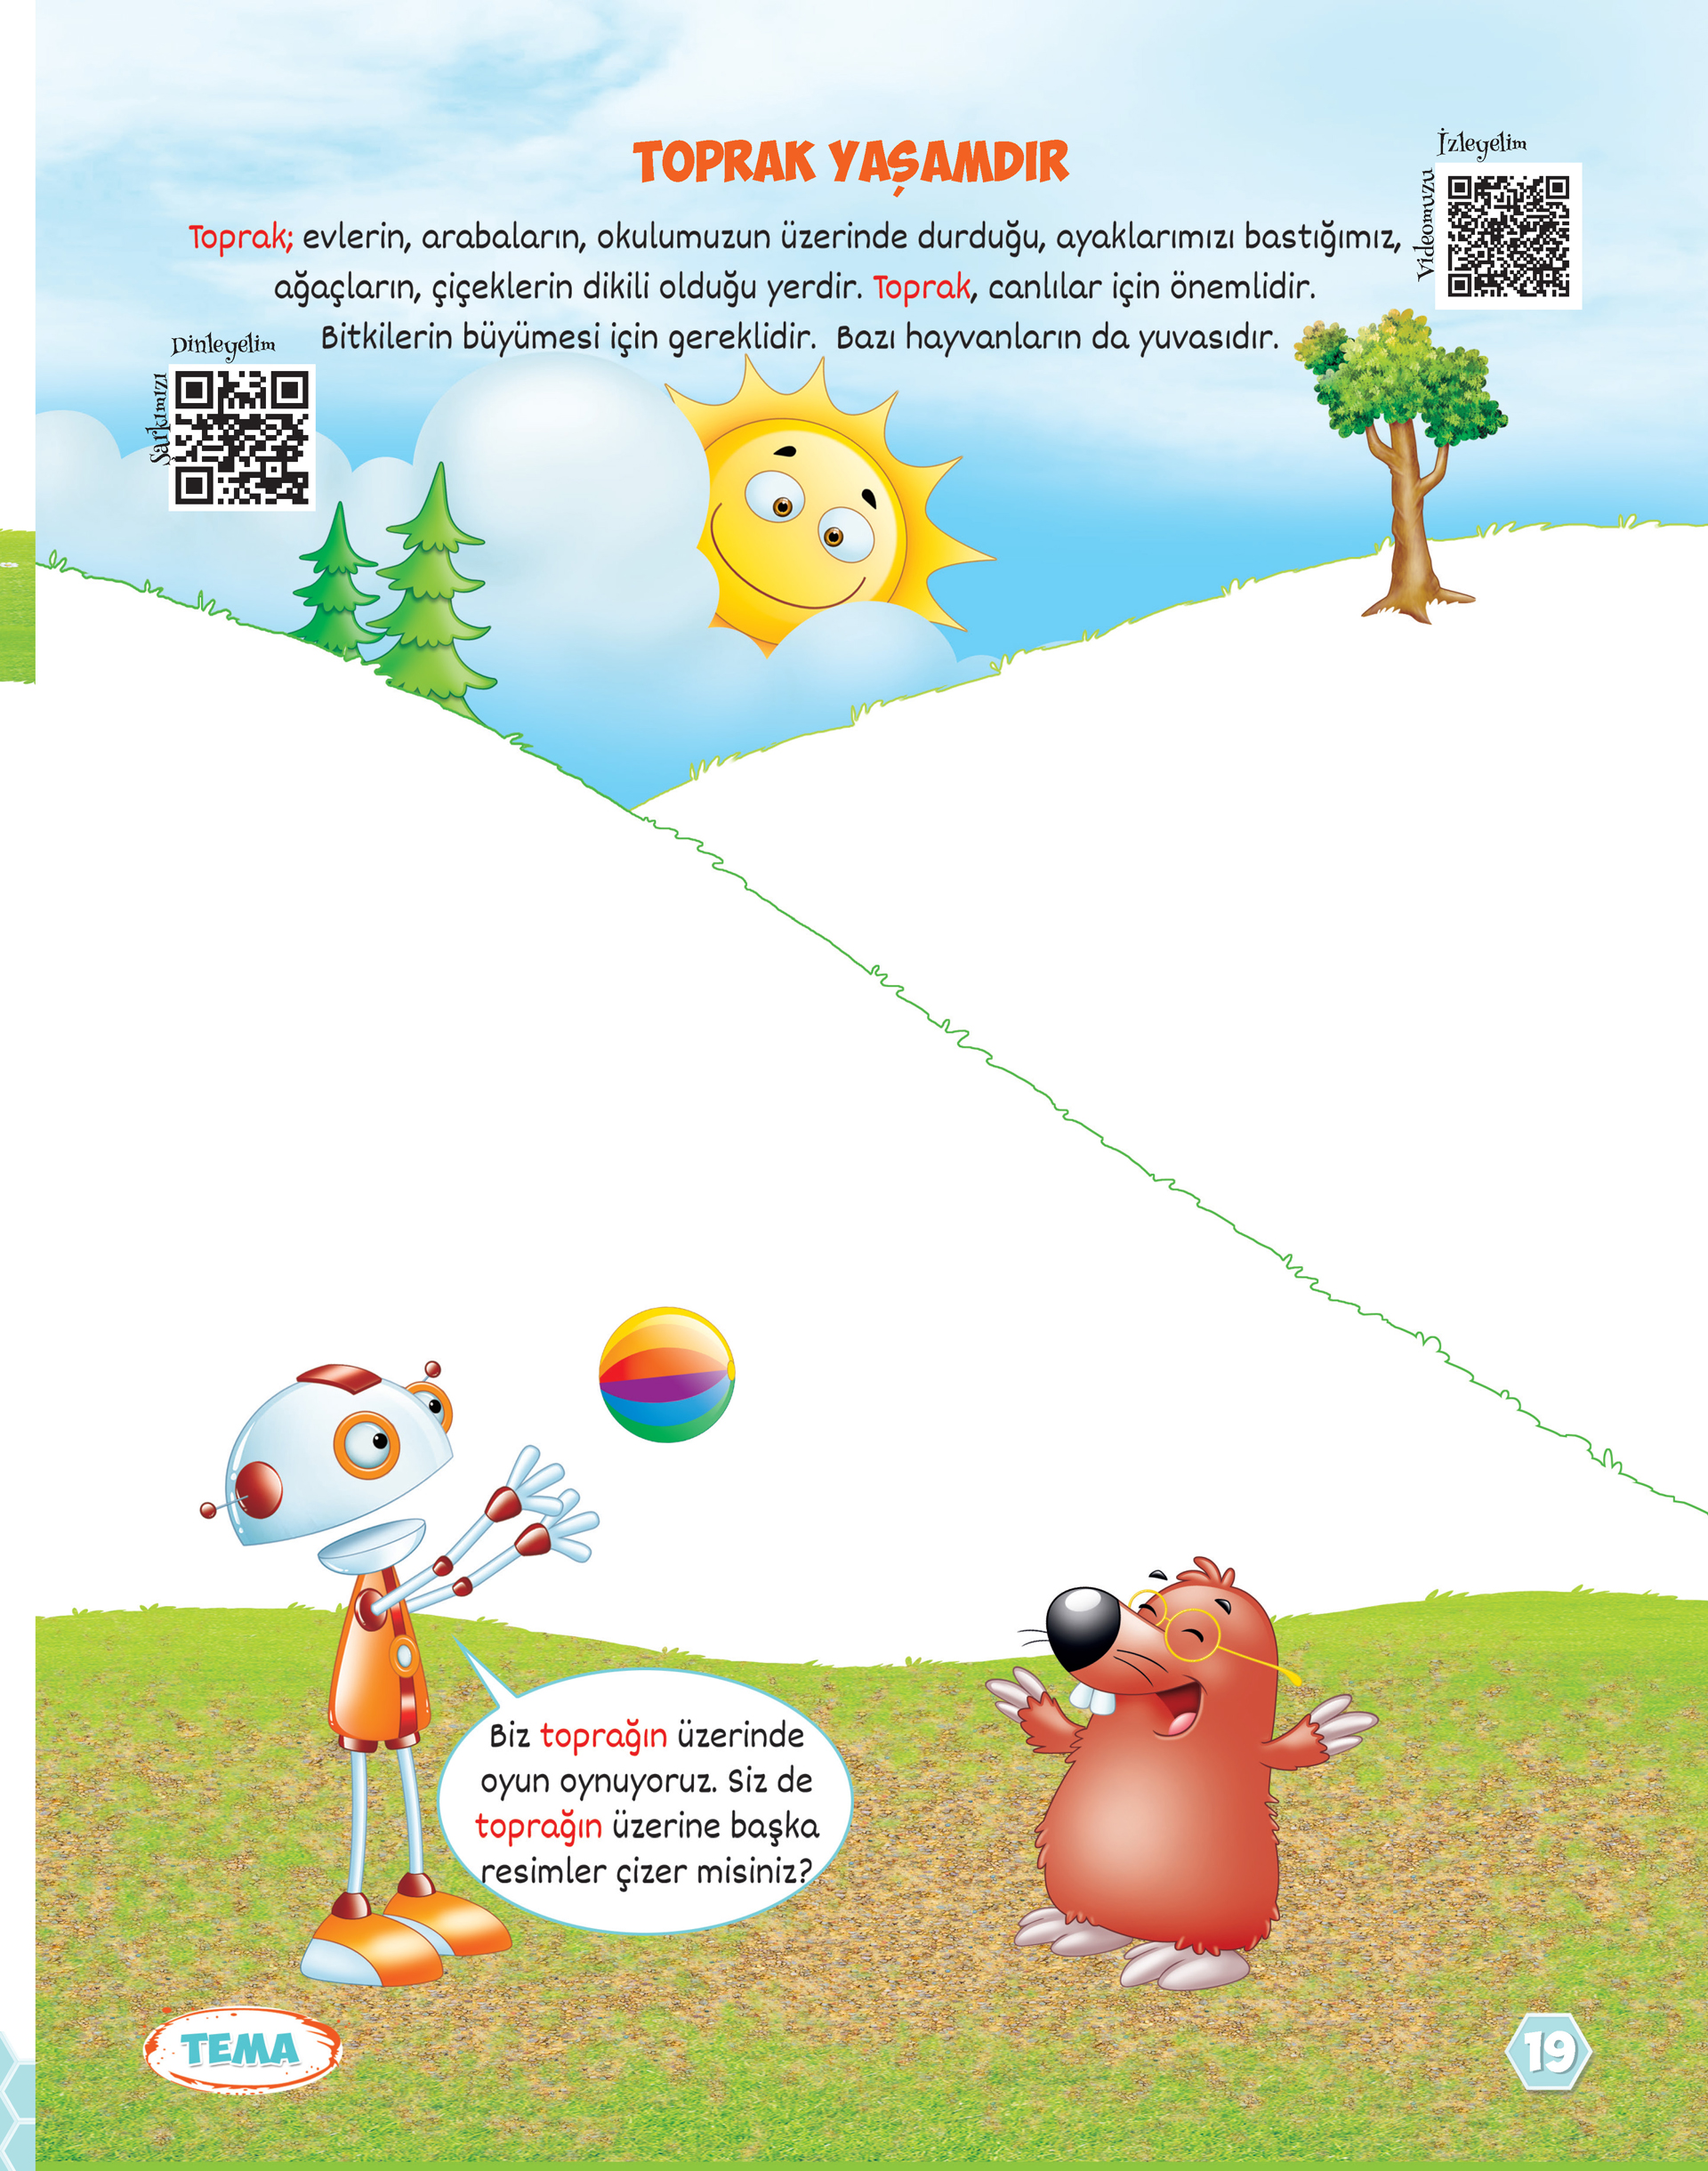 TOPRAK YAŞAMDIR
İzleyelim
Videomuzu
Toprak; evlerin, arabaların, okulumuzun üzerinde durduğu, ayaklarımızı bastığımız,
ağaçların, çiçeklerin dikili olduğu yerdir. Toprak, canlılar için önemlidir.
Bitkilerin büyümesi için gereklidir. Bazı hayvanların da yuvasıdır.
Dinleyelim
Şarkımızı
Biz toprağın üzerinde
oyun oynuyoruz. Siz de
toprağın üzerine başka
resimler çizer misiniz?
TEMA
19